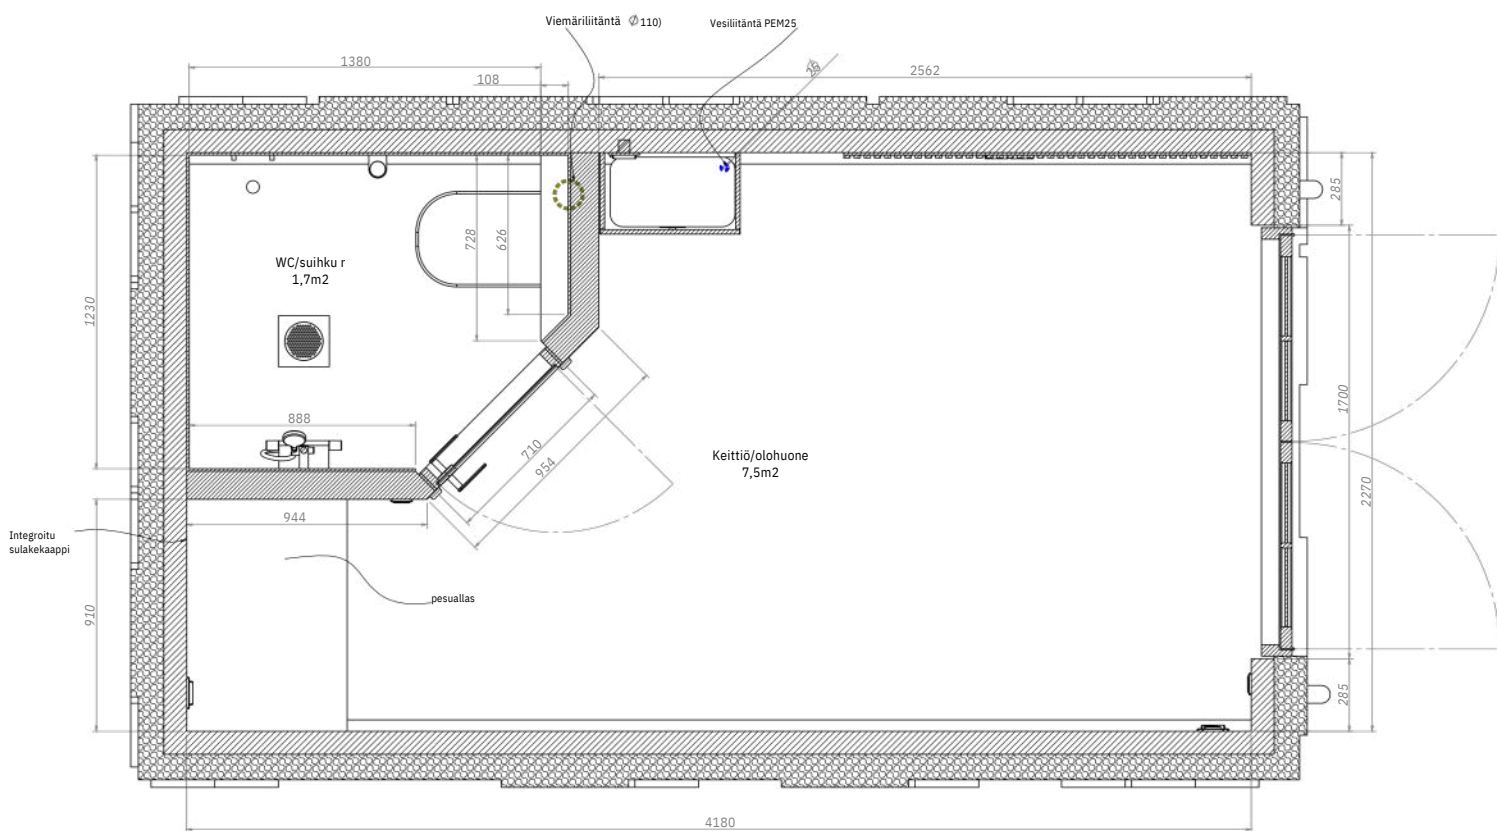 Viemäriliitäntä ∅110)
Vesiliitäntä PEM25
1380
108
26
2562
285
728
626
WC/suihku r
1,7m2
1230
888
710
954
Keittiö/olohuone
7,5m2
1700
2270
944
Integroitu
sulakekaappi
pesuallas
910
285
4180